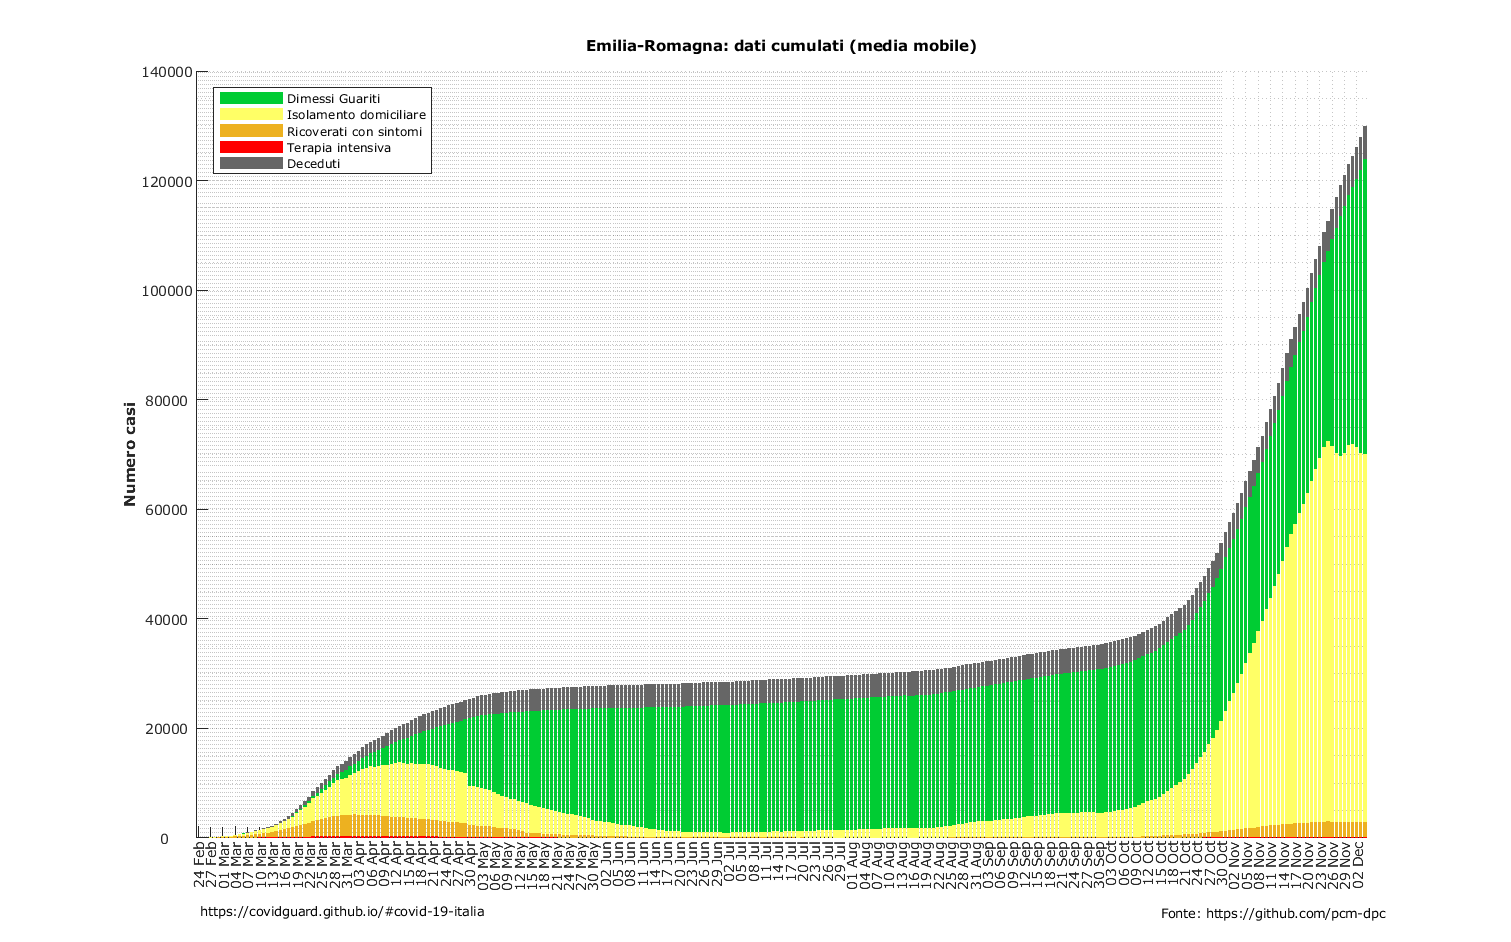 Emilia-Romagna: dati cumulati (media mobile)
140000
120000
100000
80000
60000
40000
20000
0
Numero casi
Dimessi Guariti
Isolamento domiciliare
Ricoverati con sintomi
Terapia intensiva
Deceduti
24 Feb
27 Feb
01 Mar
04 Mar
07 Mar
10 Mar
13 Mar
16 Mar
19 Mar
22 Mar
25 Mar
28 Mar
31 Mar
03 Apr
06 Apr
09 Apr
12 Apr
15 Apr
18 Apr
21 Apr
24 Apr
27 Apr
30 Apr
03 May
06 May
09 May
12 May
15 May
18 May
21 May
24 May
27 May
30 May
02 Jun
05 Jun
08 Jun
11 Jun
14 Jun
17 Jun
20 Jun
23 Jun
26 Jun
29 Jun
02 Jul
05 Jul
08 Jul
11 Jul
14 Jul
17 Jul
20 Jul
23 Jul
26 Jul
29 Jul
01 Aug
04 Aug
07 Aug
10 Aug
13 Aug
16 Aug
19 Aug
22 Aug
25 Aug
28 Aug
31 Aug
03 Sep
06 Sep
09 Sep
12 Sep
15 Sep
18 Sep
21 Sep
24 Sep
27 Sep
30 Sep
03 Oct
06 Oct
09 Oct
12 Oct
15 Oct
18 Oct
21 Oct
24 Oct
27 Oct
30 Oct
02 Nov
05 Nov
08 Nov
11 Nov
14 Nov
17 Nov
20 Nov
23 Nov
26 Nov
29 Nov
02 Dec
https://covidguard.github.io/#covid-19-italia
Fonte: https://github.com/pcm-dpc